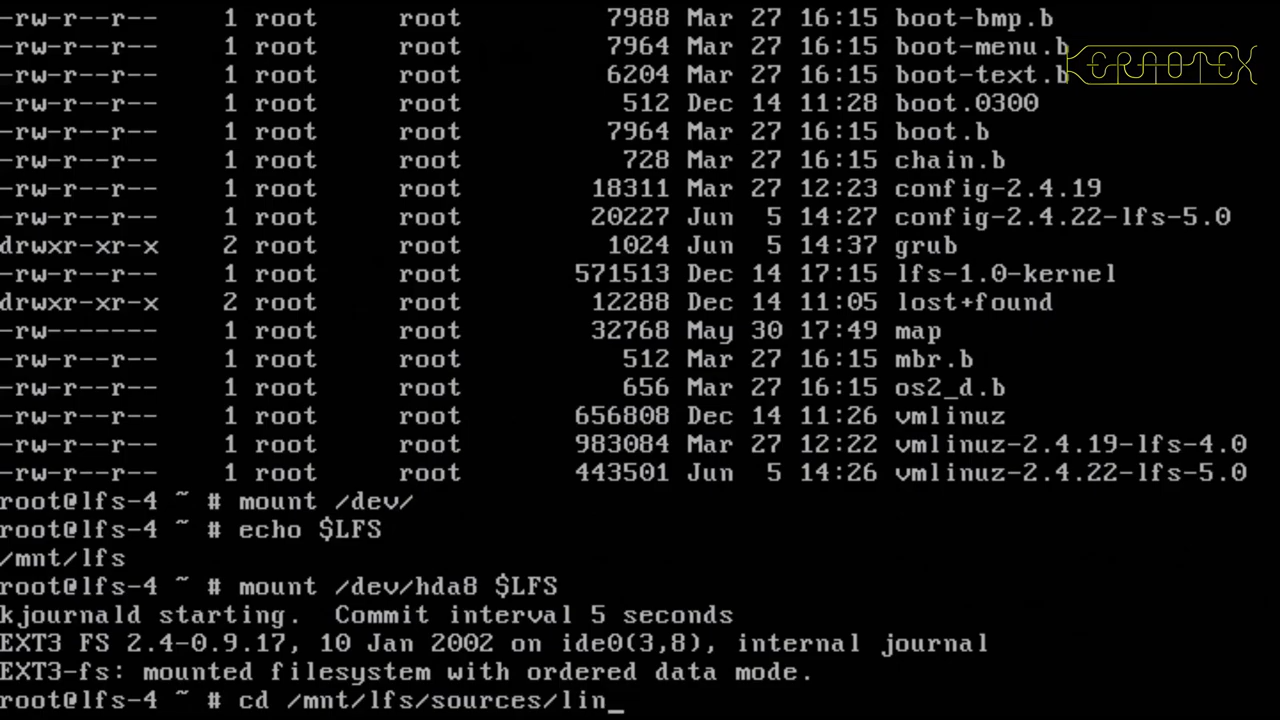 -rw-r--r-- 1 root root 7988 Mar 27 16:15 boot-bmp.b
-rw-r--r-- 1 root root 7964 Mar 27 16:15 boot-menu.b
KERNOTEX
-rw-r--r-- 1 root root 6204 Mar 27 16:15 boot-text.b
-rw-r--r-- 1 root root 512 Dec 14 11:28 boot.0300
-rw-r--r-- 1 root root 7964 Mar 27 16:15 boot.b
-rw-r--r-- 1 root root 728 Mar 27 16:15 chain.b
-rw-r--r-- 1 root root 18311 Mar 27 12:23 config-2.4.19
-rw-r--r-- 1 root root 20227 Jun 5 14:27 config-2.4.22-lfs-5.0
drwxr-xr-x 2 root root 1024 Jun 5 14:37 grub
-rw-r--r-- 1 root root 571513 Dec 14 17:15 lfs-1.0-kernel
drwxr-xr-x 2 root root 12288 Dec 14 11:05 lost+found
-rw------- 1 root root 32768 May 30 17:49 map
-rw-r--r-- 1 root root 512 Mar 27 16:15 mbr.b
-rw-r--r-- 1 root root 656 Mar 27 16:15 os2_d.b
-rw-r--r-- 1 root root 656808 Dec 14 11:26 vmlinuz
-rw-r--r-- 1 root root 983084 Mar 27 12:22 vmlinuz-2.4.19-lfs-4.0
-rw-r--r-- 1 root root 443501 Jun 5 14:26 vmlinuz-2.4.22-lfs-5.0
root@lfs-4 ~ # mount /dev/
root@lfs-4 ~ # echo $LFS
/mnt/lfs
root@lfs-4 ~ # mount /dev/hda8 $LFS
kjournald starting.  Commit interval 5 seconds
EXT3 FS 2.4-0.9.17, 10 Jan 2002 on ide0(3,8), internal journal
EXT3-fs: mounted filesystem with ordered data mode.
root@lfs-4 ~ # cd /mnt/lfs/sources/lin_